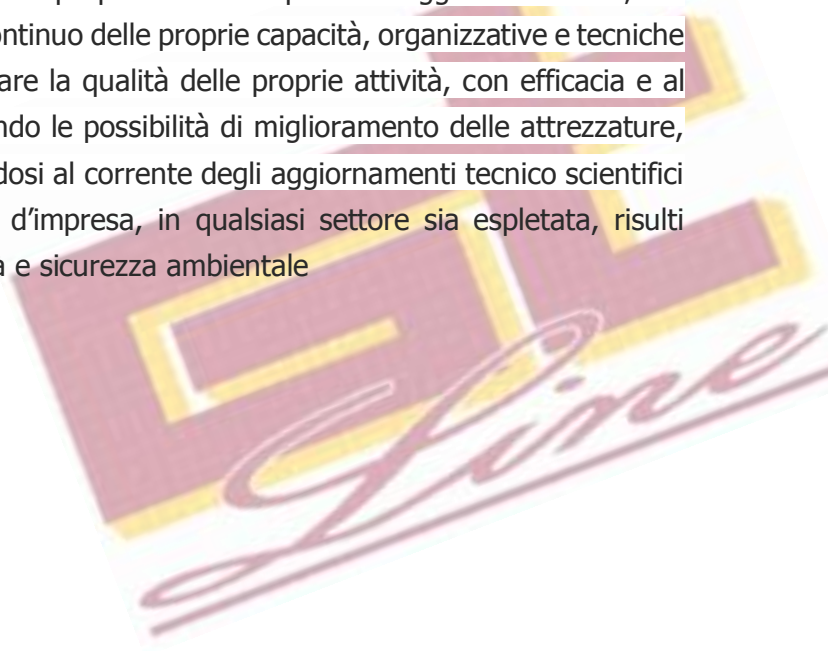 ontinuo delle proprie capacità, organizzative e tecniche
are la qualità delle proprie attività, con efficacia e al
ndo le possibilità di miglioramento delle attrezzature,
dosi al corrente degli aggiornamenti tecnico scientifici
d’impresa, in qualsiasi settore sia espletata, risulti
a e sicurezza ambientale
Line